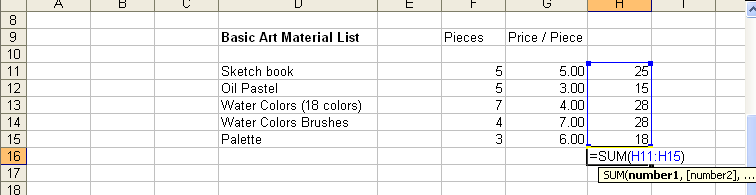 A B C D E F G H I J
8
9 Basic Art Material List Pieces Price / Piece
10
11 Sketch book 5 5.00 25
12 Oil Pastel 5 3.00 15
13 Water Colors (18 colors) 7 4.00 28
14 Water Colors Brushes 4 7.00 28
15 Palette 3 6.00 18
16 =SUM(H11:H15)
17 SUM(number1, [number2], ...
18